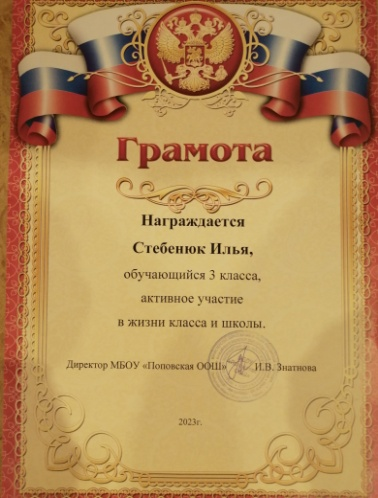 Грамота
Награждается
Стебенюк Илья,
обучающийся 3 класса,
активное участие
в жизни класса и школы.
Директор МБОУ «Поповская ООШ» И.В. Знатнова
2023г.